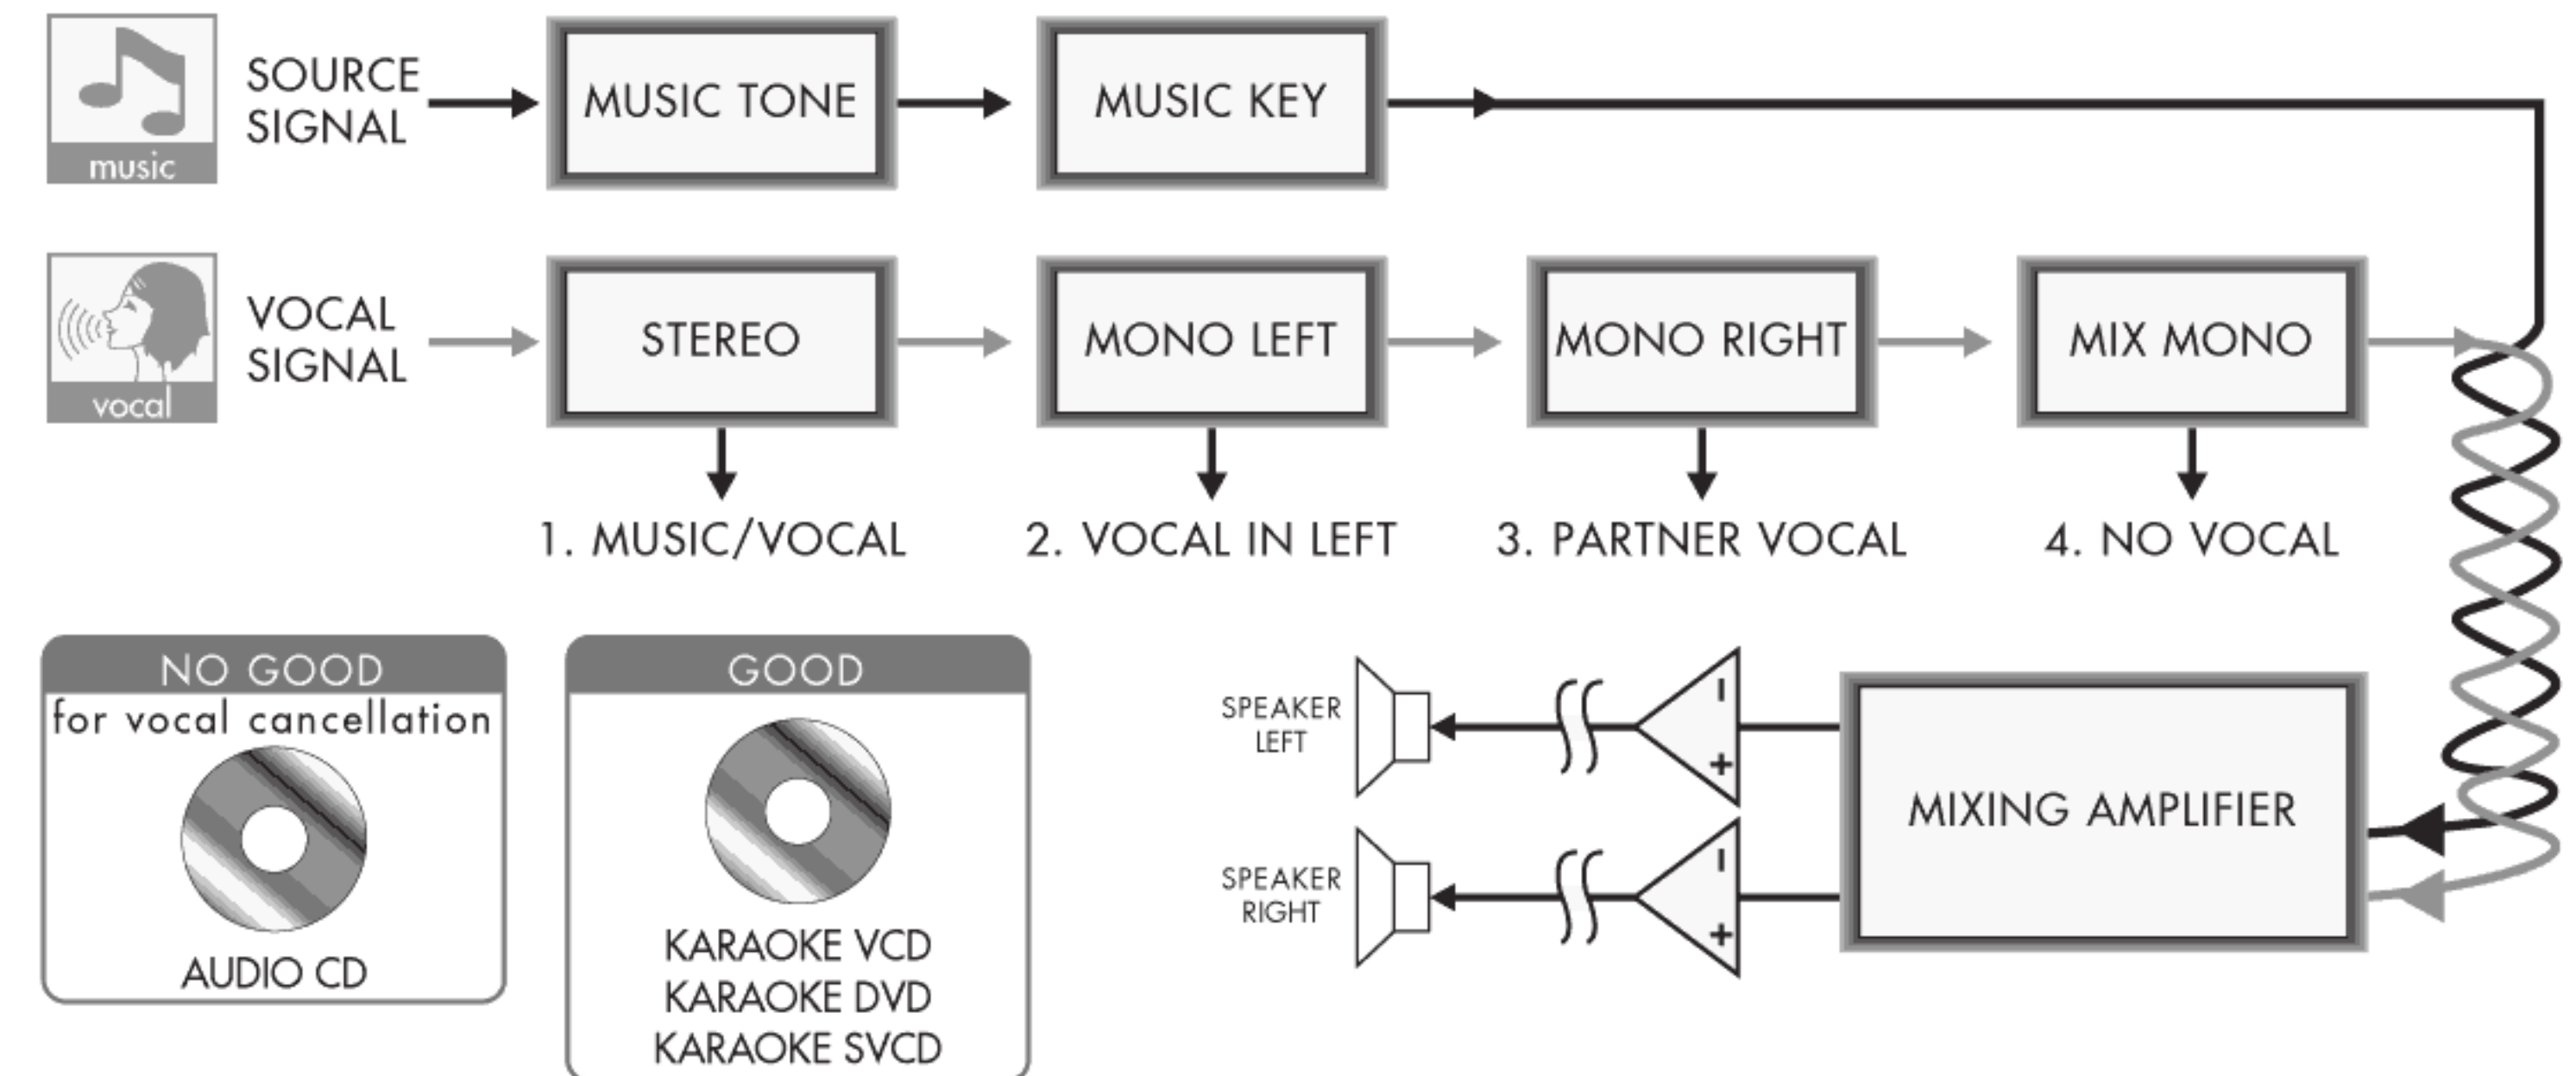 SOURCE
SIGNAL
music
MUSIC TONE
MUSIC KEY
VOCAL
SIGNAL
vocal
STEREO
MONO LEFT
MONO RIGHT
MIX MONO
1. MUSIC/VOCAL
2. VOCAL IN LEFT
3. PARTNER VOCAL
4. NO VOCAL
NO GOOD
for vocal cancellation
AUDIO CD
GOOD
KARAOKE VCD
KARAOKE DVD
KARAOKE SVCD
SPEAKER
LEFT
- +
SPEAKER
RIGHT
- +
MIXING AMPLIFIER